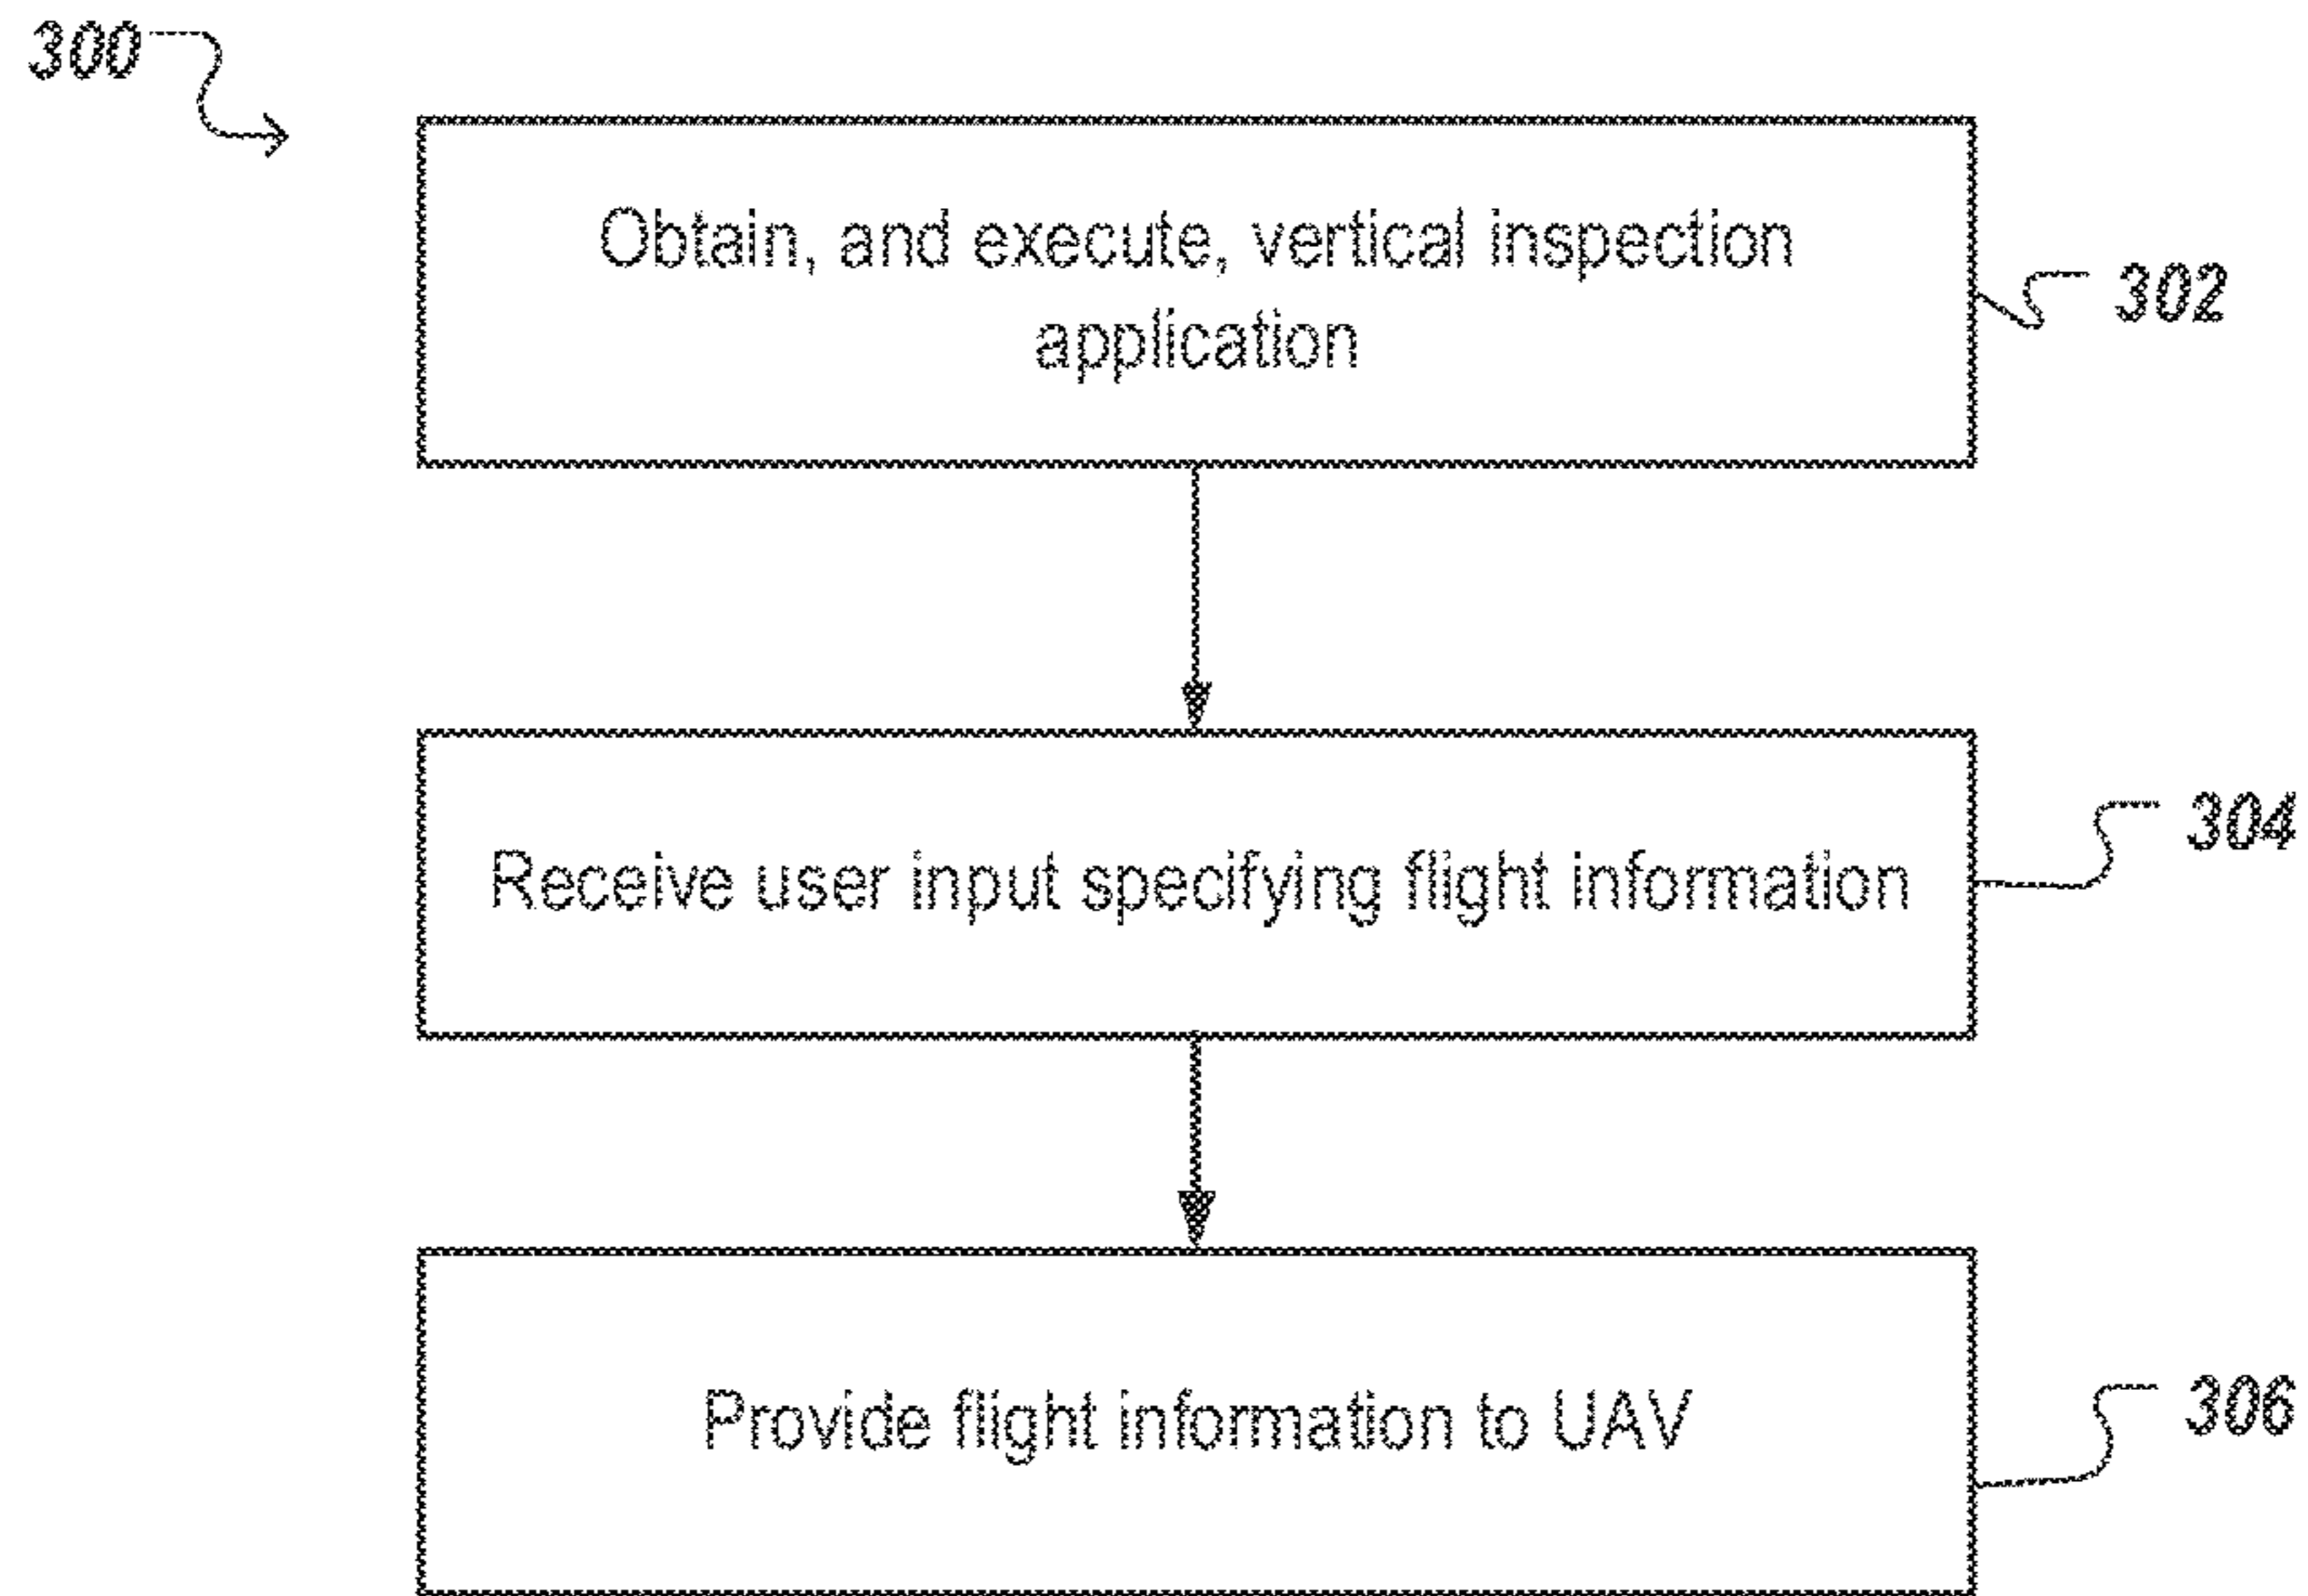 300
Obtain, and execute, vertical inspection
application
302
Receive user input specifying flight information
304
Provide flight information to UAV
306